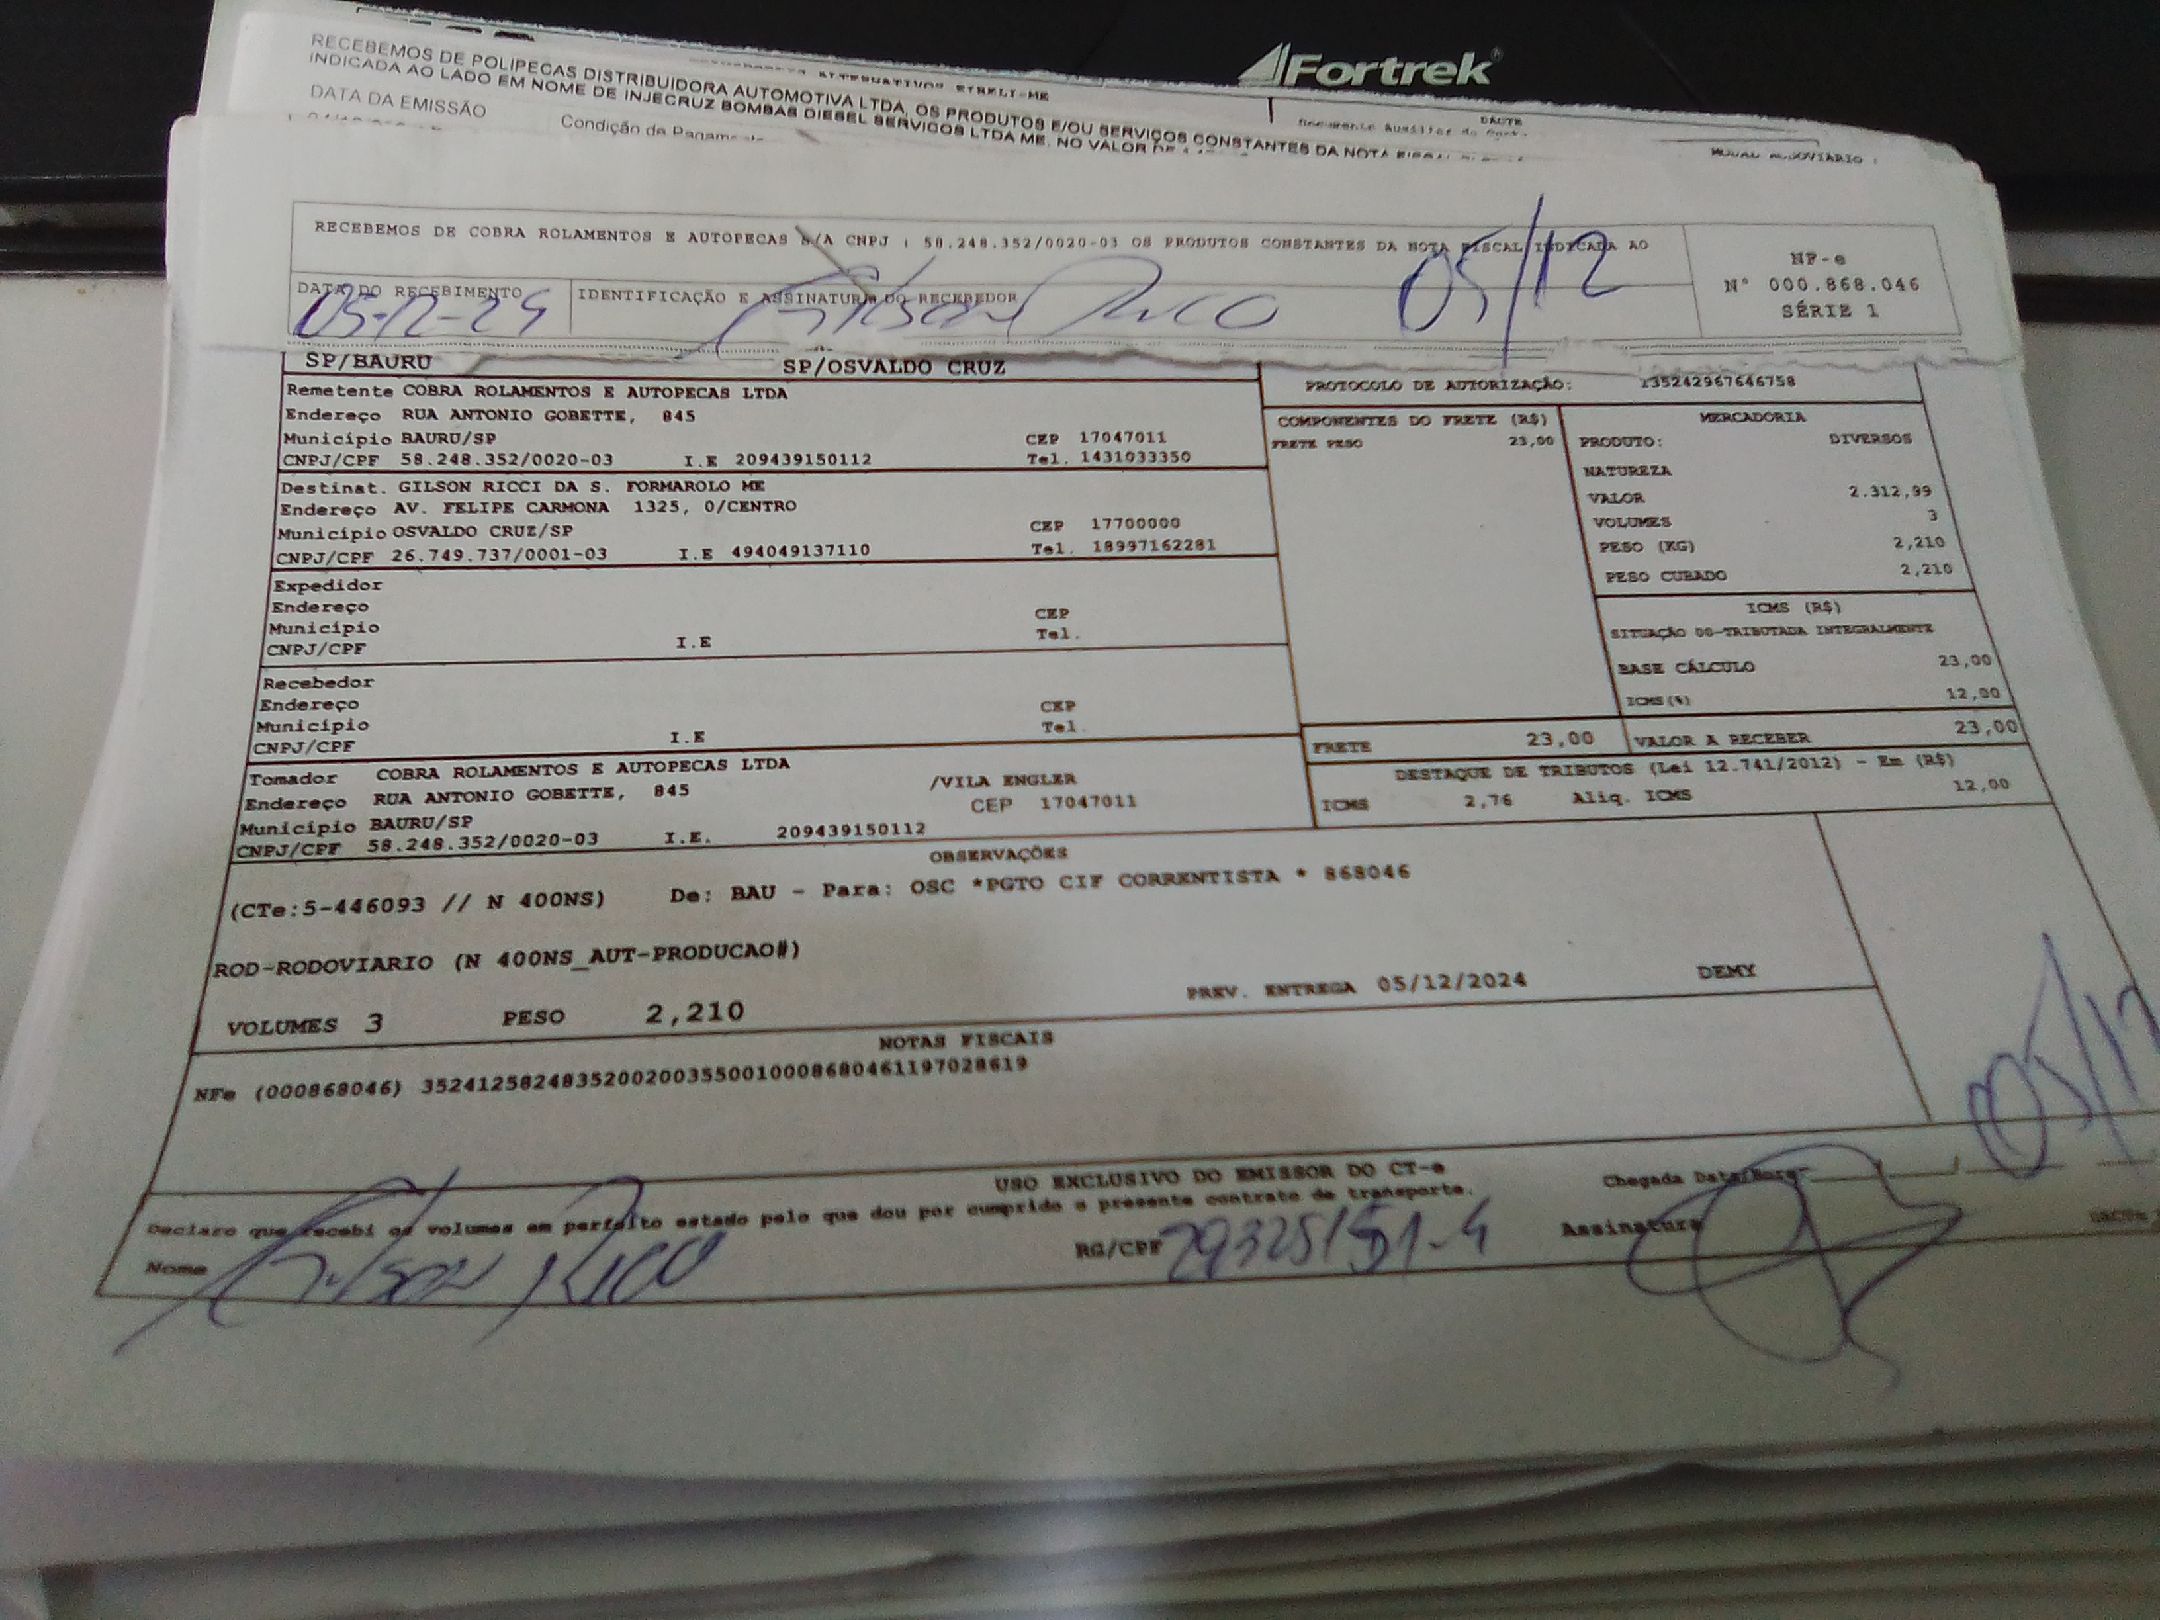 Fortrek
RECEBEMOS DE POLIPECAS DISTRIBUIDORA AUTOMOTIVA LTDA, OS PRODUTOS E/OU SERVIÇOS CONSTANTES DA NOTA FISCAL
INDICADA AO LADO EM NOME DE INJECRUZ BOMBAS DIESEL SERVICOS LTDA ME. NO VALOR DE
DATA DA EMISSÃO
Condição de
DACTE
RECEBEMOS DE COBRA ROLAMENTOS E AUTOPECAS S/A CNPJ : 58.248.352/0020-03 OS PRODUTOS CONSTANTES DA NOTA FISCAL INDICADA AO
05/12
NF-e
Nº 000.868.046
SÉRIE 1
DATA DO RECEBIMENTO
05-12-24
IDENTIFICAÇÃO E ASSINATURA DO RECEBEDOR
SP/BAURU SP/OSVALDO CRUZ
PROTOCOLO DE AUTORIZAÇÃO: 135242967646758
Remetente COBRA ROLAMENTOS E AUTOPECAS LTDA
Endereço RUA ANTONIO GOBETTE, 845
Município BAURU/SP CEP 17047011
CNPJ/CPF 58.248.352/0020-03 I.E 209439150112 Tel. 1431033350
Destinat. GILSON RICCI DA S. FORMAROLO ME
Endereço AV. FELIPE CARMONA 1325, 0/CENTRO
Município OSVALDO CRUZ/SP CEP 17700000
CNPJ/CPF 26.749.737/0001-03 I.E 494049137110 Tel. 18997162281
Expedidor
Endereço CEP
Município Tel.
CNPJ/CPF I.E
Recebedor
Endereço CEP
Município Tel.
CNPJ/CPF I.E
Tomador COBRA ROLAMENTOS E AUTOPECAS LTDA
Endereço RUA ANTONIO GOBETTE, 845 /VILA ENGLER
Município BAURU/SP CEP 17047011
CNPJ/CPF 58.248.352/0020-03 I.E. 209439150112
COMPONENTES DO FRETE (R$)
FRETE PESO 23,00
MERCADORIA
PRODUTO: DIVERSOS
NATUREZA
VALOR 2.312,99
VOLUMES 3
PESO (KG) 2,210
PESO CUBADO 2,210
ICMS (R$)
SITUAÇÃO 00-TRIBUTADA INTEGRALMENTE
BASE CÁLCULO 23,00
ICMS(%) 12,00
FRETE 23,00 VALOR A RECEBER 23,00
DESTAQUE DE TRIBUTOS (Lei 12.741/2012) - Em (R$)
ICMS 2,76 Aliq. ICMS 12,00
OBSERVAÇÕES
(CTe:5-446093 // N 400NS) De: BAU - Para: OSC *PGTO CIF CORRENTISTA * 868046
ROD-RODOVIARIO (N 400NS_AUT-PRODUCAO#)
VOLUMES 3 PESO 2,210 PREV. ENTREGA 05/12/2024 DEMY
NOTAS FISCAIS
NFe (000868046) 35241258248352002003550010008680461197028619
05/12
USO EXCLUSIVO DO EMISSOR DO CT-e
Declaro que recebi os volumes em perfeito estado pelo que dou por cumprido o presente contrato de transporte.
Chegada Data/Hora
Nome
RG/CPF
Assinatura